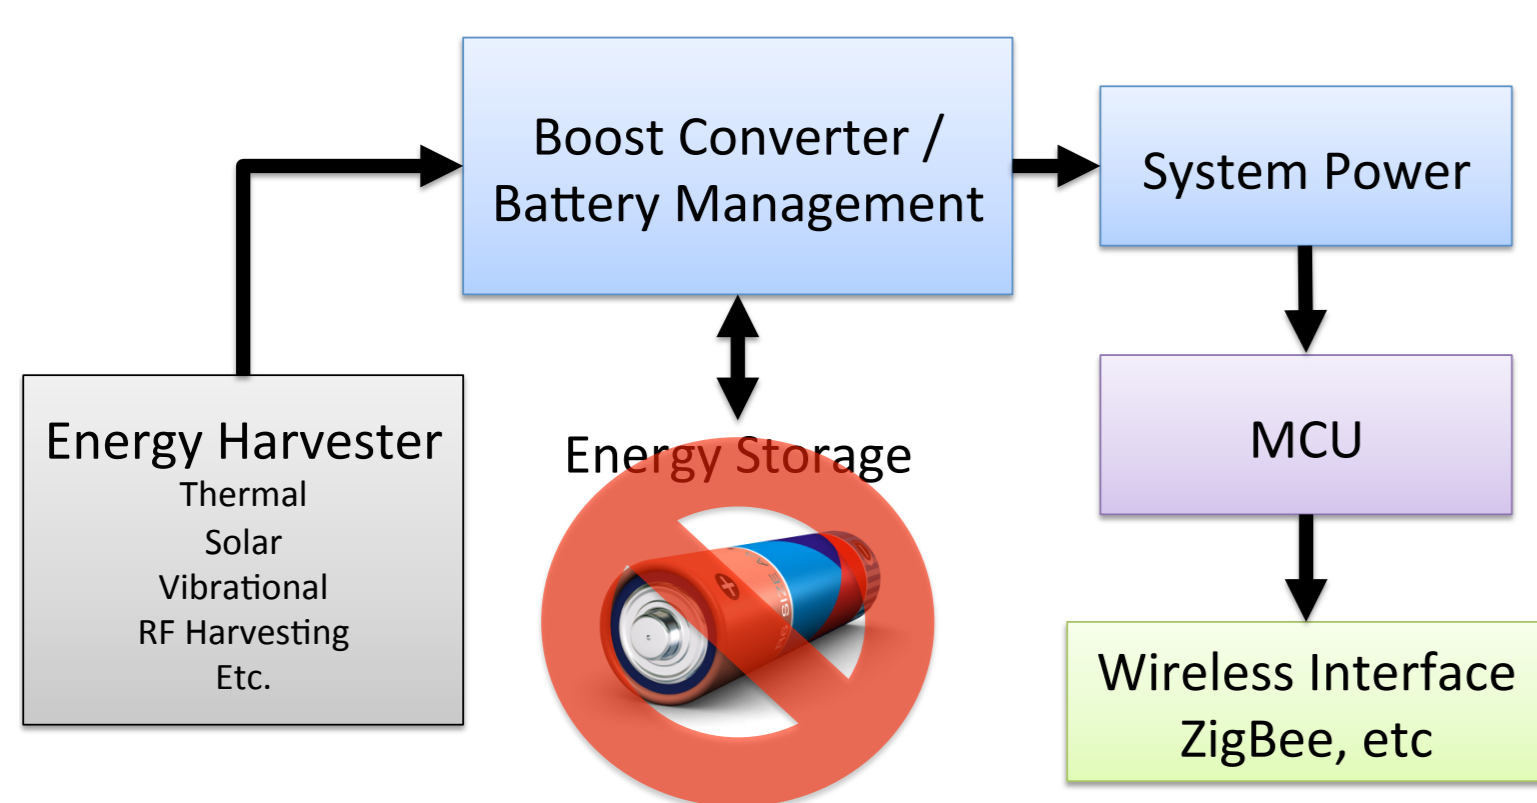 Boost Converter /
Battery Management
System Power
Energy Harvester
Thermal
Solar
Vibrational
RF Harvesting
Etc.
Energy Storage
MCU
Wireless Interface
ZigBee, etc